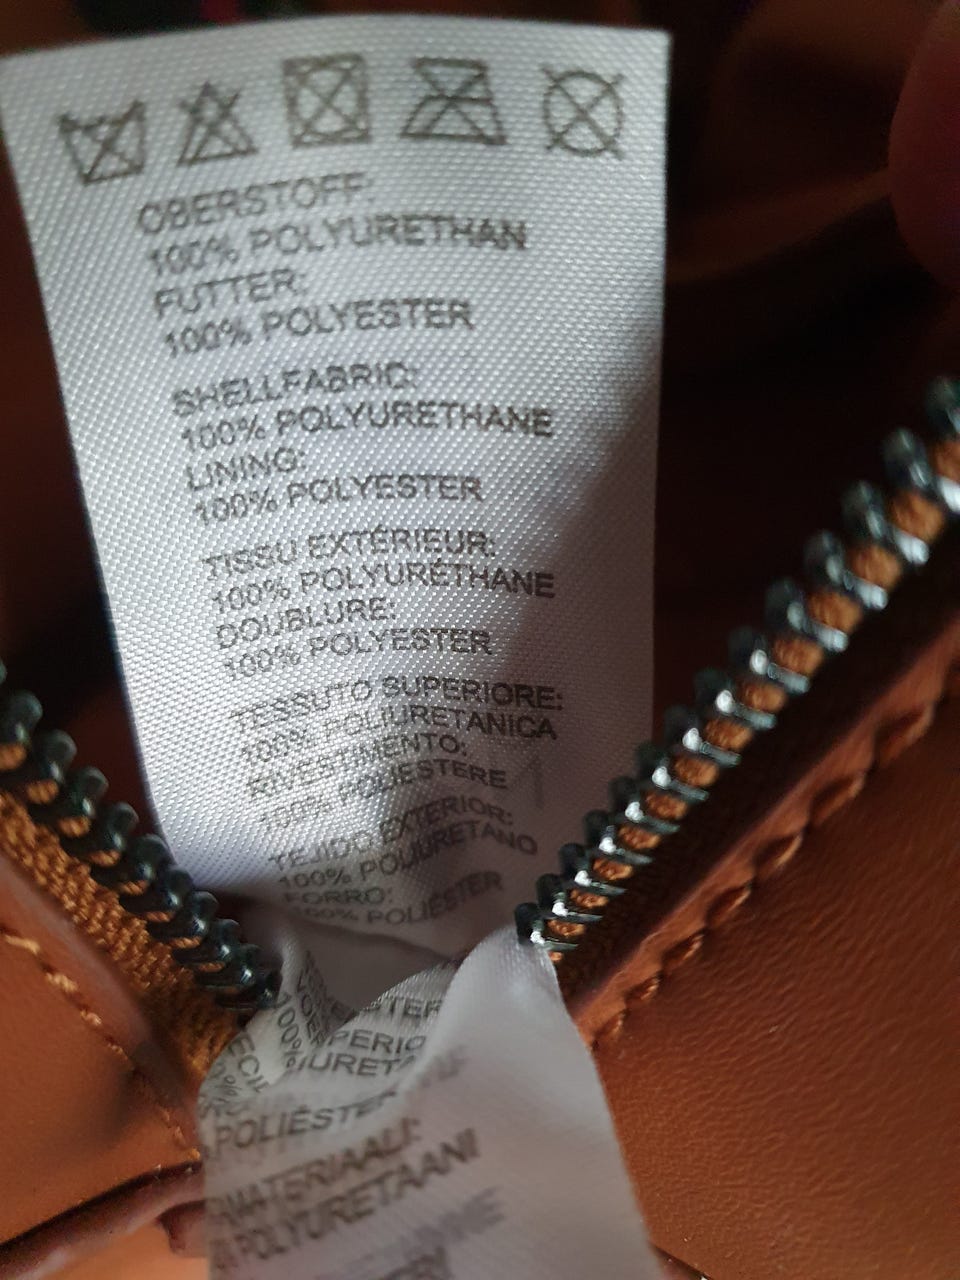 OBERSTOFF:
100% POLYURETHAN
FUTTER:
100% POLYESTER
SHELLFABRIC:
100% POLYURETHANE
LINING:
100% POLYESTER
TISSU EXTÉRIEUR:
100% POLYURÉTHANE
DOUBLURE:
100% POLYESTER
TESSUTO SUPERIORE:
100% POLIURETANICA
RIVESTIMENTO:
100% POLIESTERE
TEJIDO EXTERIOR:
100% POLIURETANO
FORRO:
100% POLIÉSTER
100%
POLIÉSTER
MATERIAALI:
POLYURETAANI